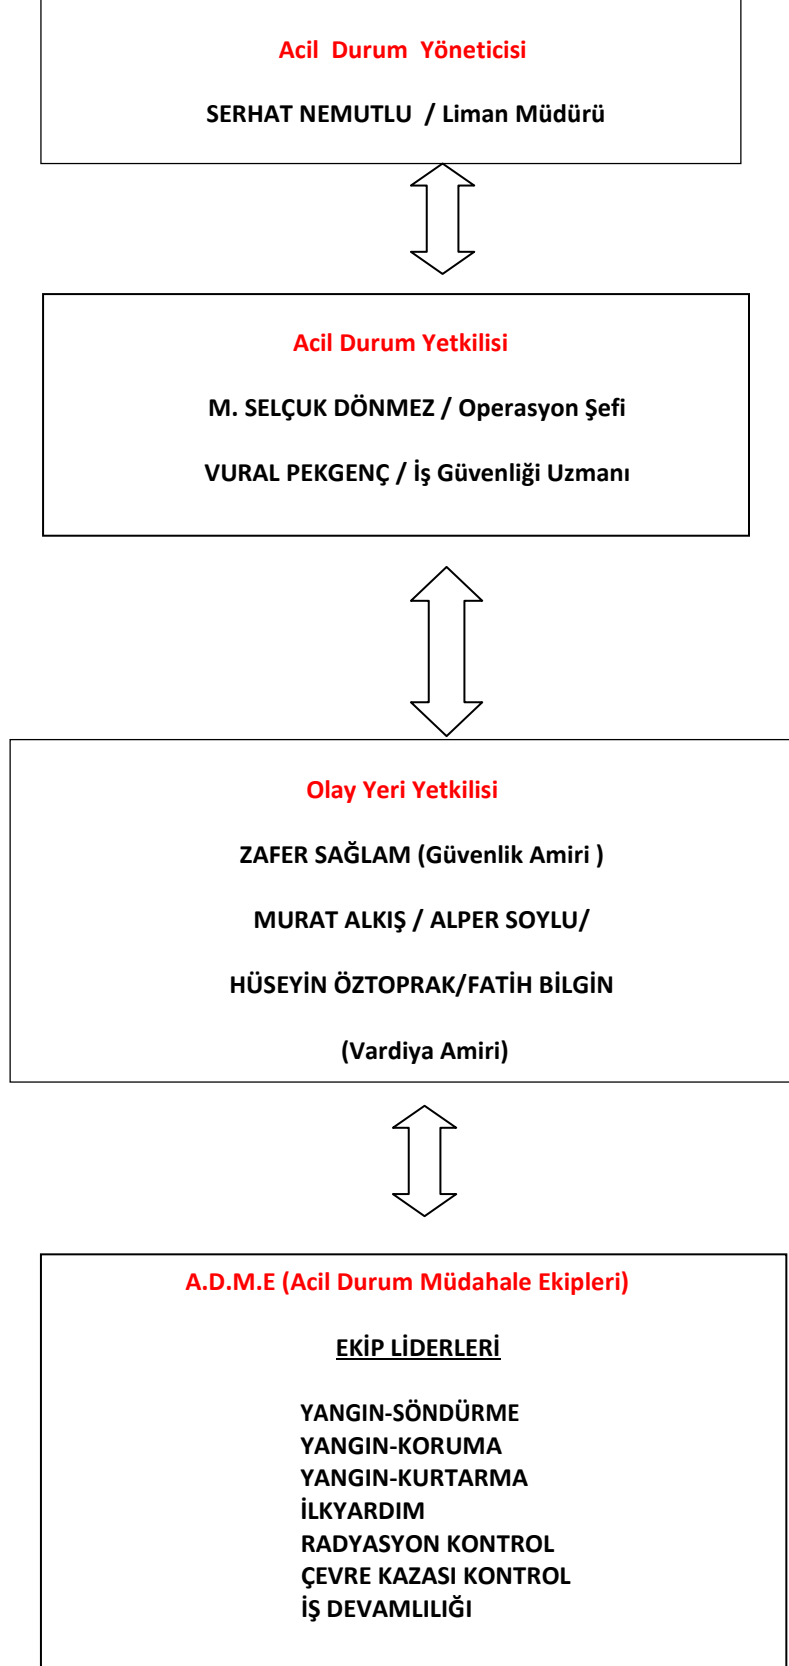 Acil Durum Yöneticisi
SERHAT NEMUTLU / Liman Müdürü
Acil Durum Yetkilisi
M. SELÇUK DÖNMEZ / Operasyon Şefi
VURAL PEKGENÇ / İş Güvenliği Uzmanı
Olay Yeri Yetkilisi
ZAFER SAĞLAM (Güvenlik Amiri )
MURAT ALKIŞ / ALPER SOYLU/
HÜSEYİN ÖZTOPRAK/FATİH BİLGİN
(Vardiya Amiri)
A.D.M.E (Acil Durum Müdahale Ekipleri)
EKİP LİDERLERİ
YANGIN-SÖNDÜRME
YANGIN-KORUMA
YANGIN-KURTARMA
İLKYARDIM
RADYASYON KONTROL
ÇEVRE KAZASI KONTROL
İŞ DEVAMLILIĞI